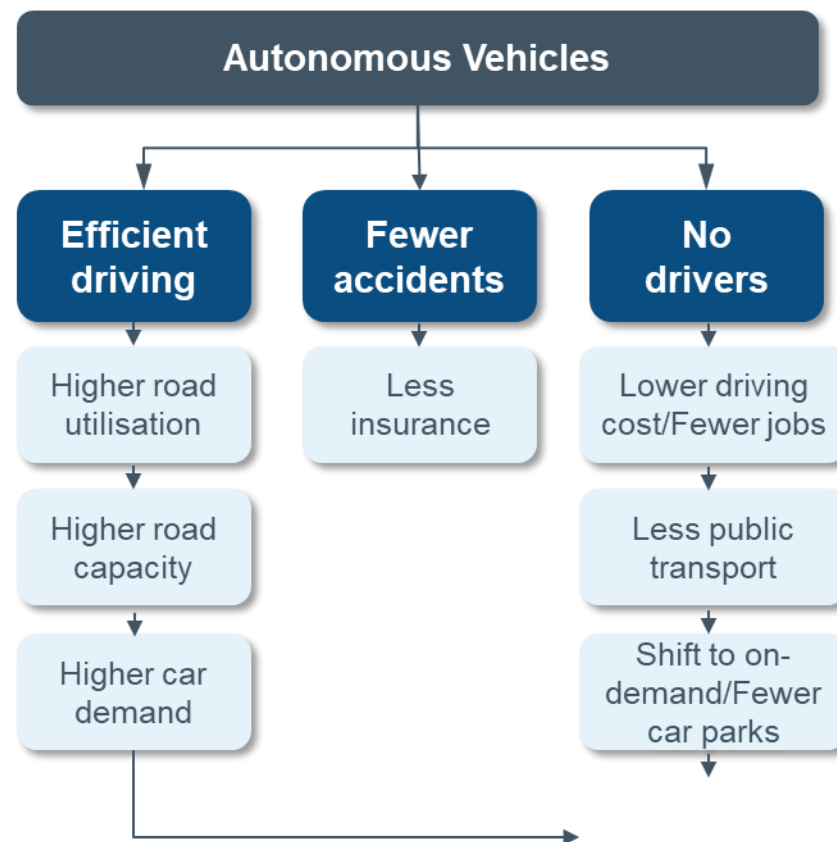 Autonomous Vehicles
Efficient
driving
Fewer
accidents
No
drivers
Higher road
utilisation
Less
insurance
Lower driving
cost/Fewer jobs
Higher road
capacity
Less public
transport
Higher car
demand
Shift to on-
demand/Fewer
car parks